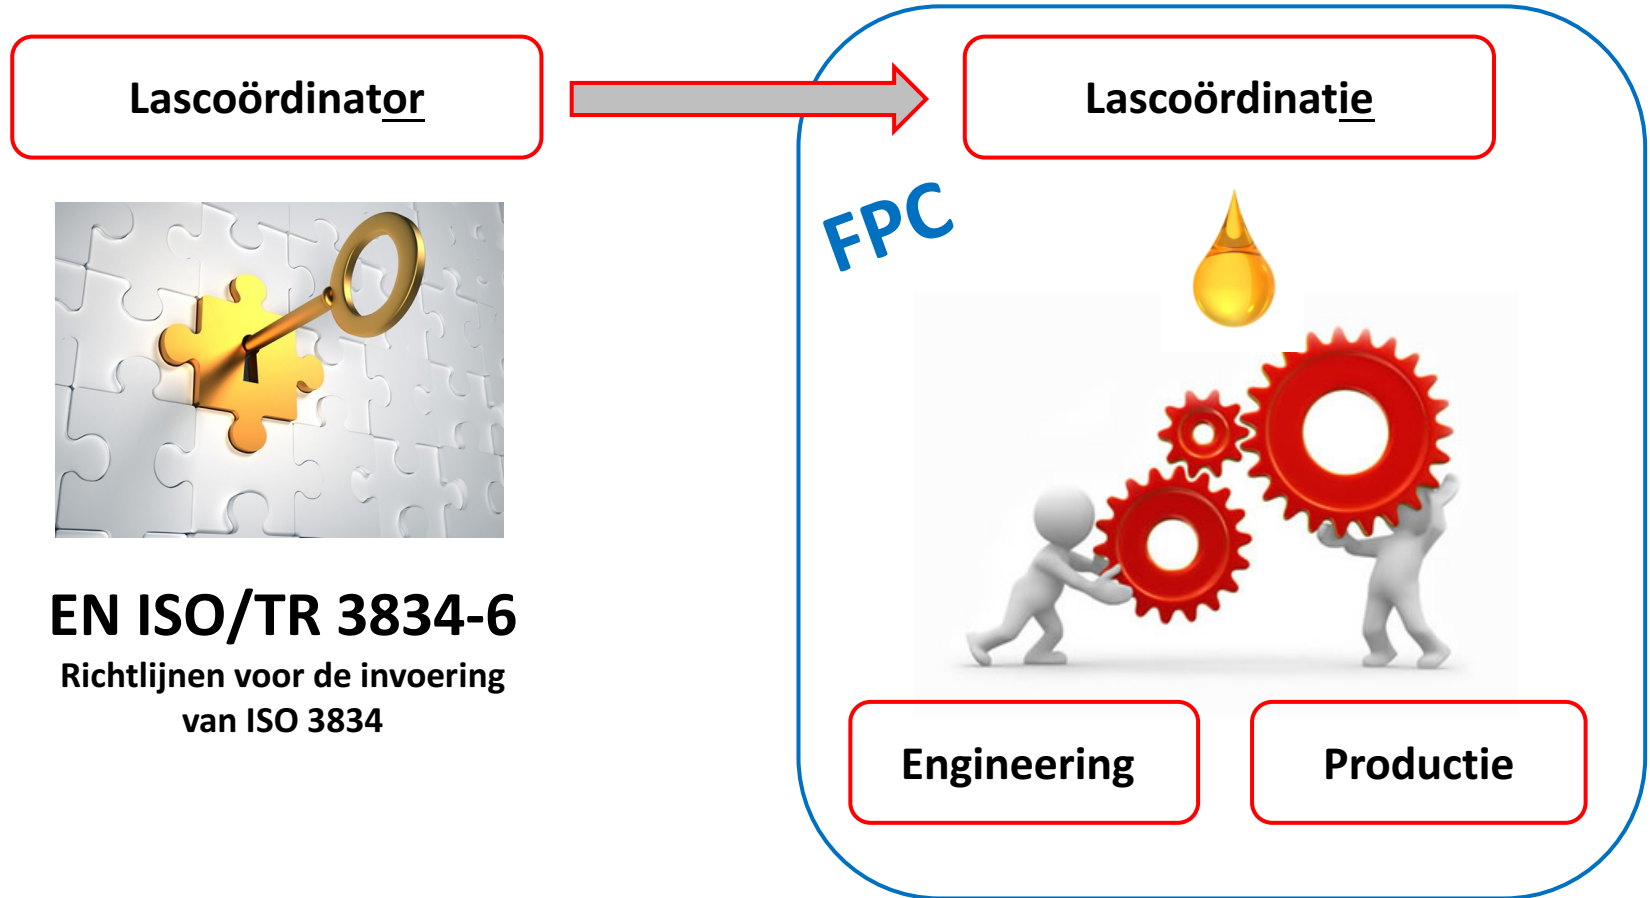 Lascoördinator
Lascoördinatie
FPC
EN ISO/TR 3834-6
Richtlijnen voor de invoering
van ISO 3834
Engineering
Productie